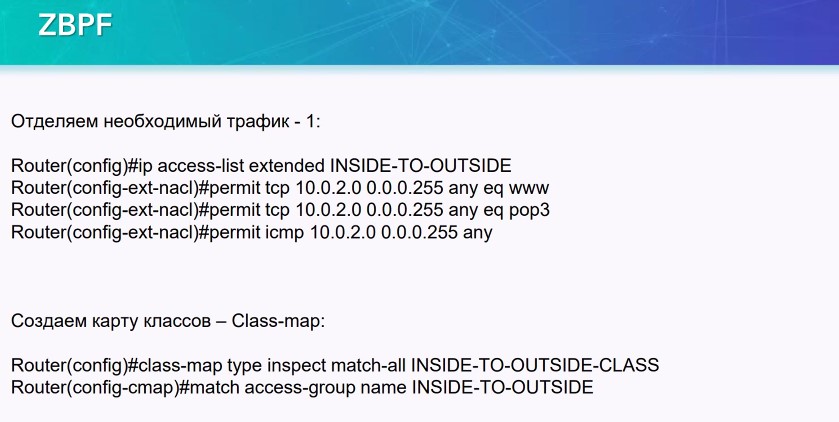 ZBPF
Отделяем необходимый трафик - 1:
Router(config)#ip access-list extended INSIDE-TO-OUTSIDE
Router(config-ext-nacl)#permit tcp 10.0.2.0 0.0.0.255 any eq www
Router(config-ext-nacl)#permit tcp 10.0.2.0 0.0.0.255 any eq pop3
Router(config-ext-nacl)#permit icmp 10.0.2.0 0.0.0.255 any
Создаем карту классов – Class-map:
Router(config)#class-map type inspect match-all INSIDE-TO-OUTSIDE-CLASS
Router(config-cmap)#match access-group name INSIDE-TO-OUTSIDE